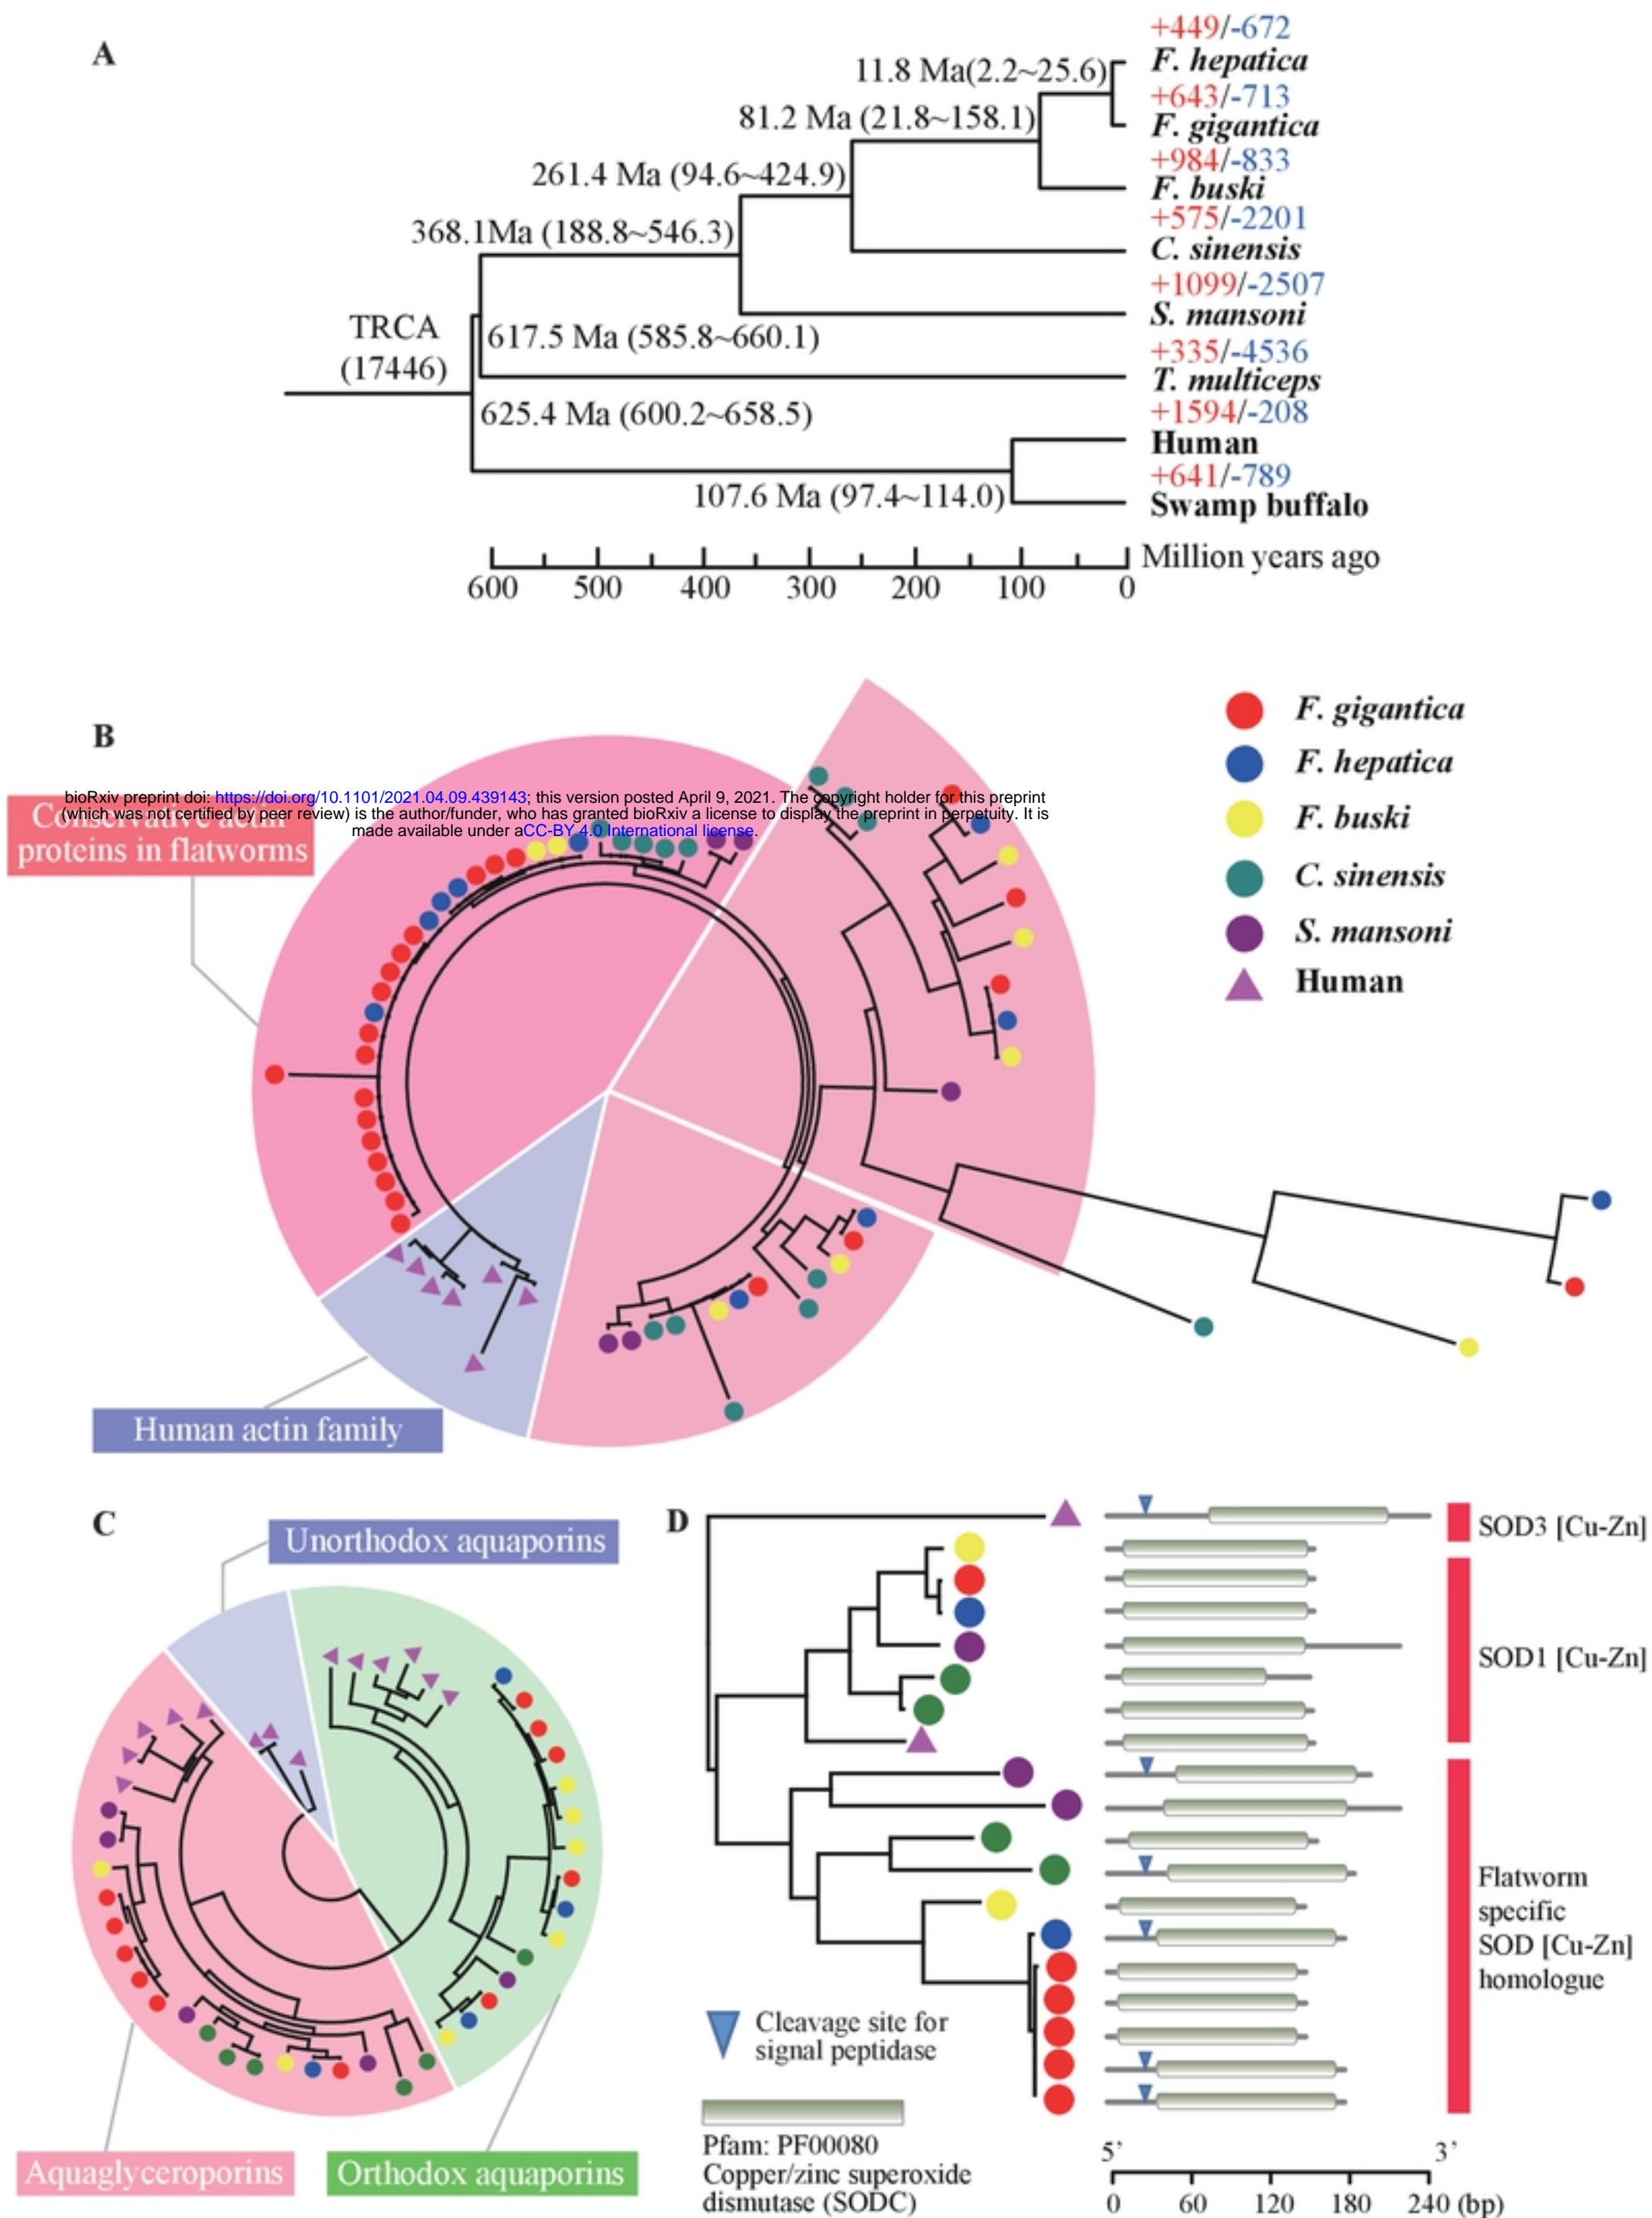 A
+449/-672
F. hepatica
11.8 Ma(2.2~25.6)
+643/-713
F. gigantica
81.2 Ma (21.8~158.1)
+984/-833
F. buski
261.4 Ma (94.6~424.9)
+575/-2201
C. sinensis
368.1Ma (188.8~546.3)
+1099/-2507
S. mansoni
TRCA
(17446)
617.5 Ma (585.8~660.1)
+335/-4536
T. multiceps
625.4 Ma (600.2~658.5)
+1594/-208
Human
+641/-789
107.6 Ma (97.4~114.0)
Swamp buffalo
Million years ago
600 500 400 300 200 100 0
B
F. gigantica
F. hepatica
F. buski
C. sinensis
S. mansoni
Human
bioRxiv preprint doi: https://doi.org/10.1101/2021.04.09.439143; this version posted April 9, 2021. The copyright holder for this preprint
(which was not certified by peer review) is the author/funder, who has granted bioRxiv a license to display the preprint in perpetuity. It is
made available under aCC-BY 4.0 International license.
Conservative actin
proteins in flatworms
Human actin family
C
Unorthodox aquaporins
Aquaglyceroporins
Orthodox aquaporins
D
SOD3 [Cu-Zn]
SOD1 [Cu-Zn]
Flatworm
specific
SOD [Cu-Zn]
homologue
Cleavage site for
signal peptidase
Pfam: PF00080
Copper/zinc superoxide
dismutase (SODC)
5’ 3’
0 60 120 180 240 (bp)